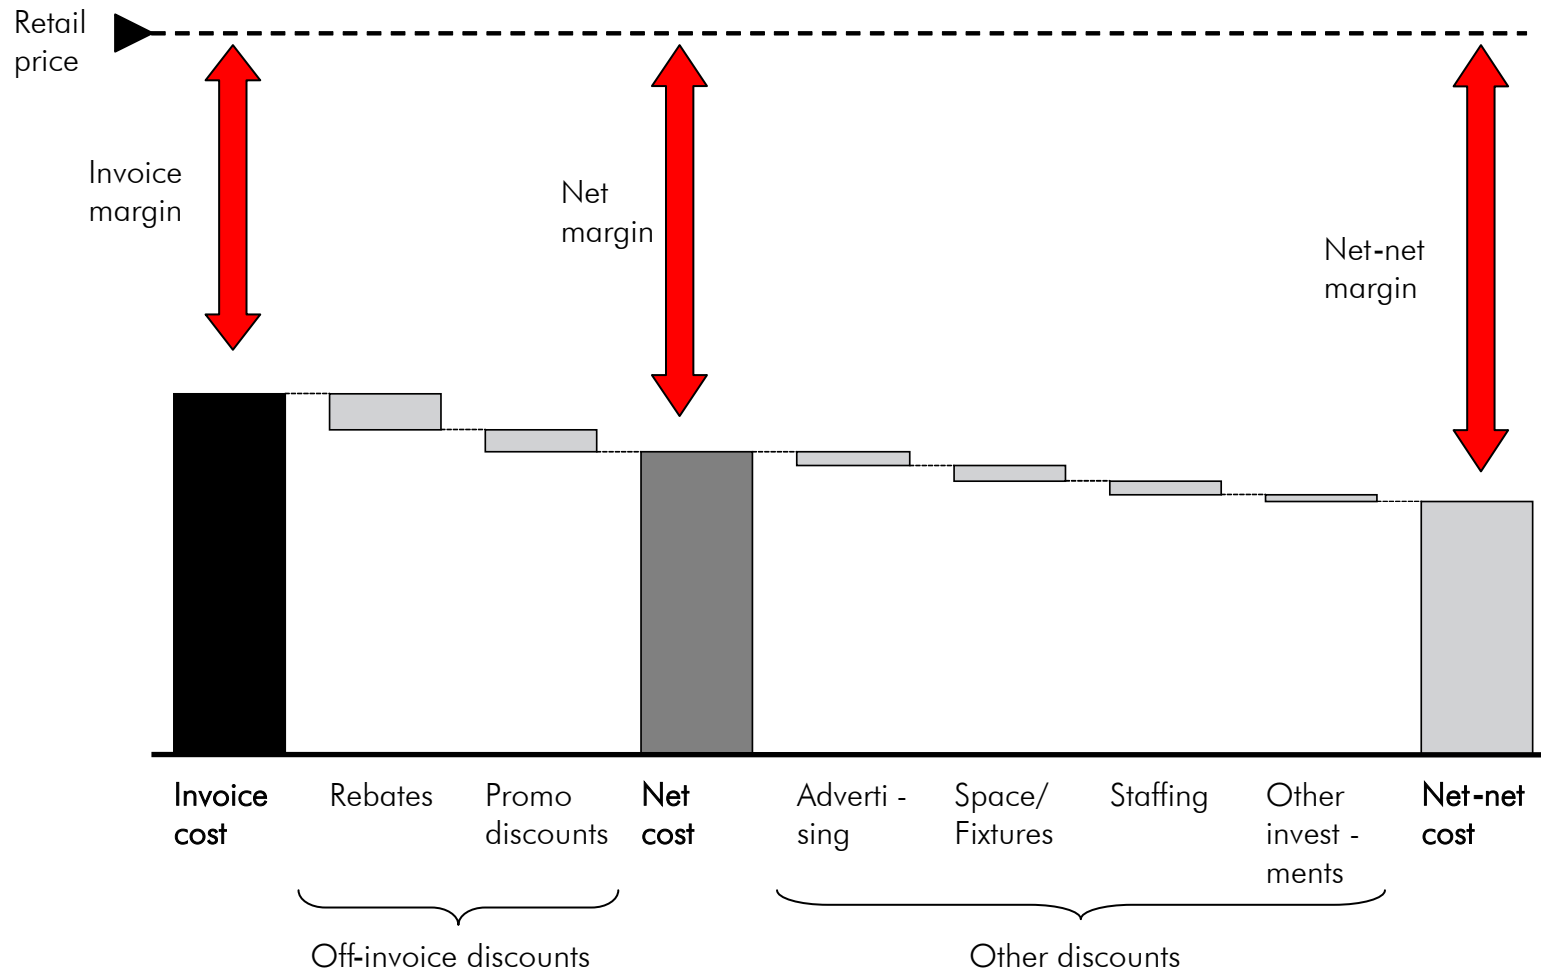 Retail
price
Invoice
margin
Net
margin
Net-net
margin
Invoice
cost
Rebates
Promo
discounts
Net
cost
Adverti -
sing
Space/
Fixtures
Staffing
Other
invest -
ments
Net-net
cost
Off-invoice discounts
Other discounts